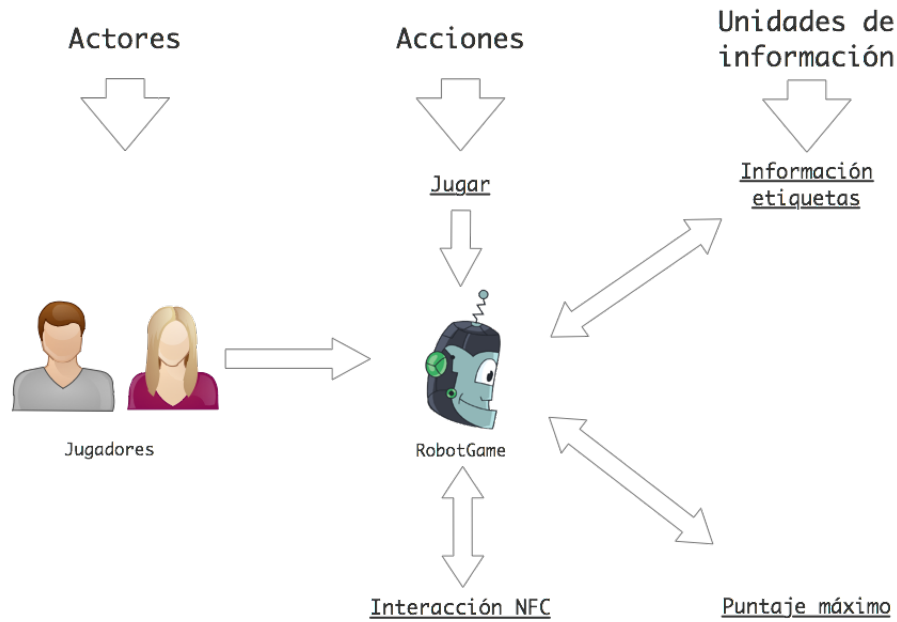 Actores
Acciones
Unidades de
información
Jugar
Información
etiquetas
Jugadores
RobotGame
Interacción NFC
Puntaje máximo